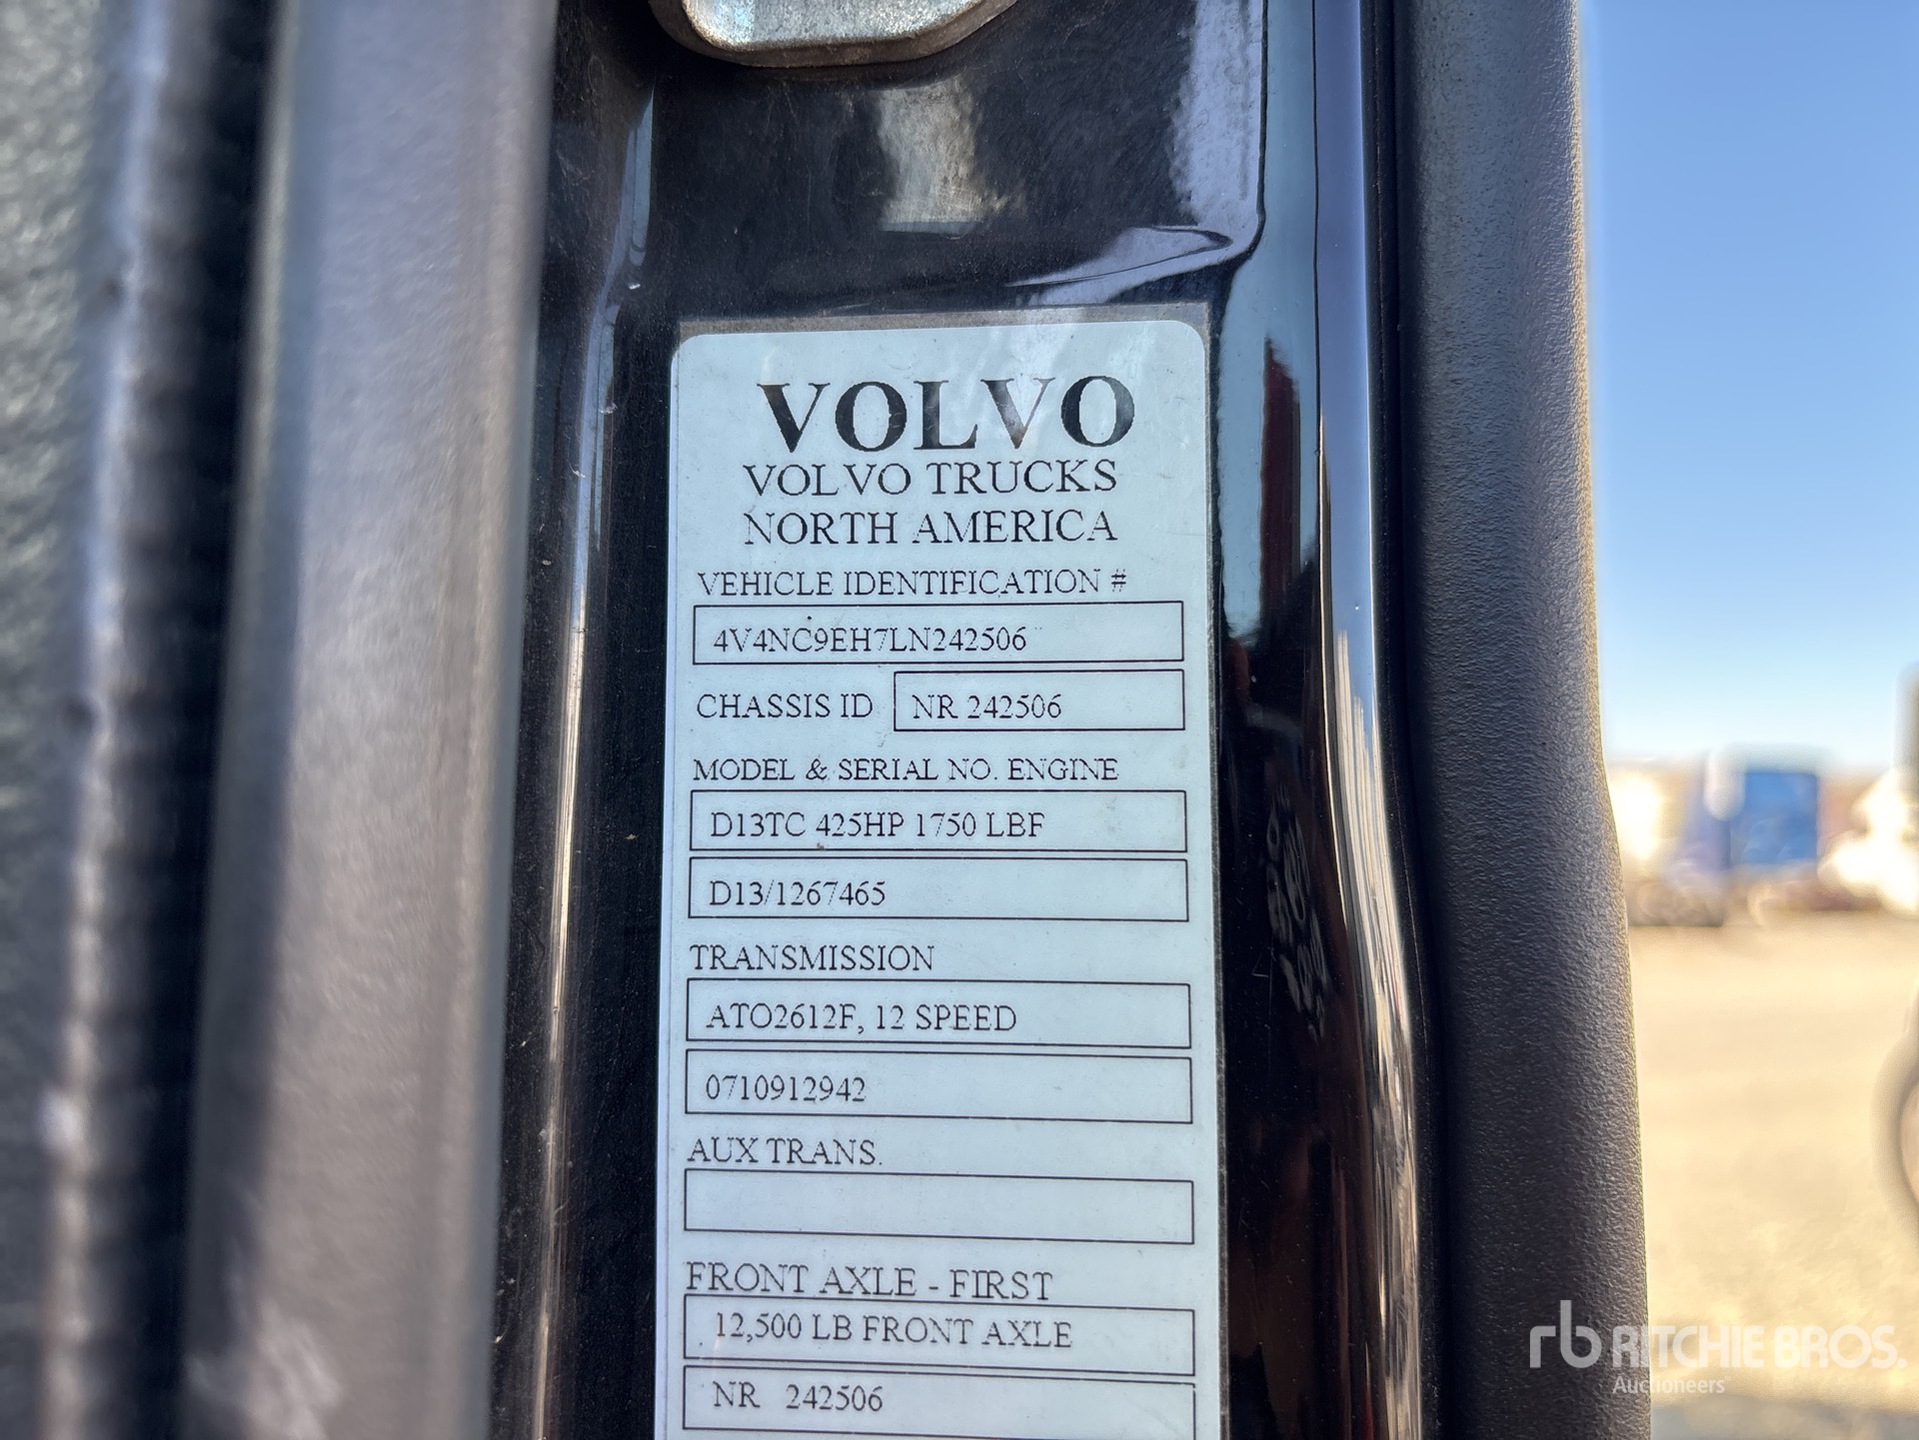 VOLVO
VOLVO TRUCKS
NORTH AMERICA
VEHICLE IDENTIFICATION #
4V4NC9EH7LN242506
CHASSIS ID NR 242506
MODEL & SERIAL NO. ENGINE
D13TC 425HP 1750 LBF
D13/1267465
TRANSMISSION
ATO2612F, 12 SPEED
0710912942
AUX TRANS.
FRONT AXLE - FIRST
12,500 LB FRONT AXLE
NR 242506
rb RITCHIE BROS.
Auctioneers